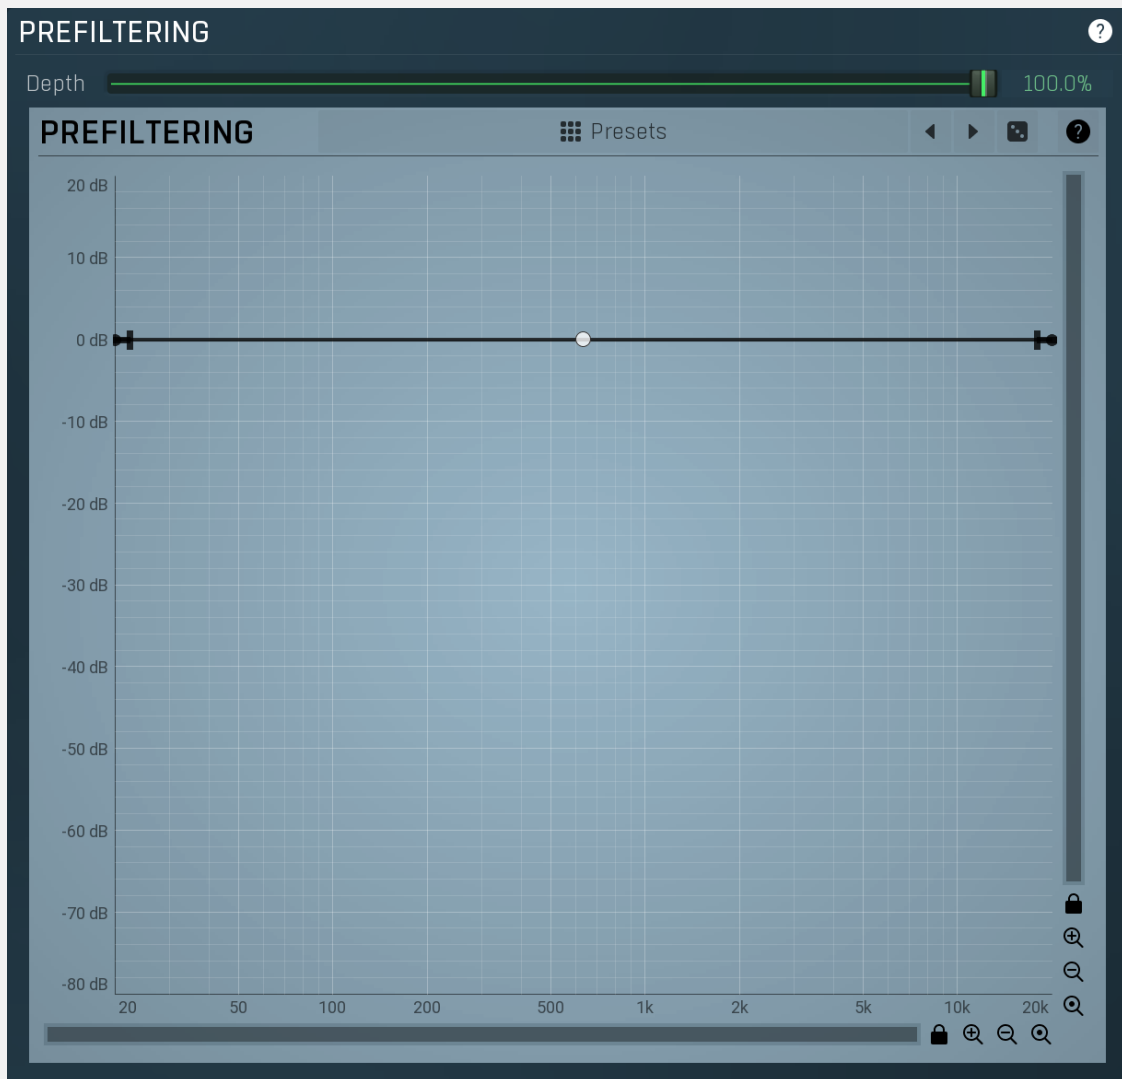 PREFILTERING ?
Depth 100.0%
PREFILTERING Presets ?
20 dB
10 dB
0 dB
-10 dB
-20 dB
-30 dB
-40 dB
-50 dB
-60 dB
-70 dB
-80 dB
20 50 100 200 500 1k 2k 5k 10k 20k